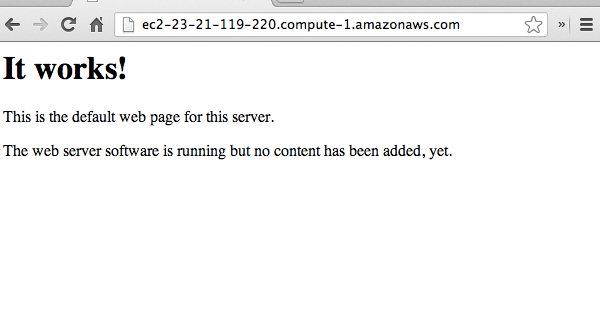 ec2-23-21-119-220.compute-1.amazonaws.com
It works!
This is the default web page for this server.
The web server software is running but no content has been added, yet.